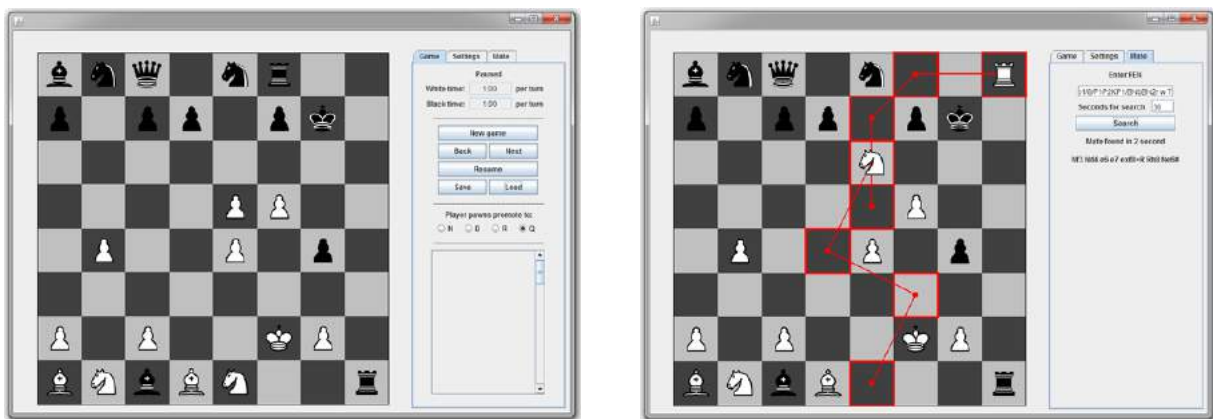 Game Settings Mate
Paused
White time: 1:00 per turn
Black time: 1:00 per turn
New game
Back Next
Resume
Save Load
Player pawns promote to:
N B R Q
Game Settings Mate
Enter FEN
Seconds for search
Search
Mate found in 2 second